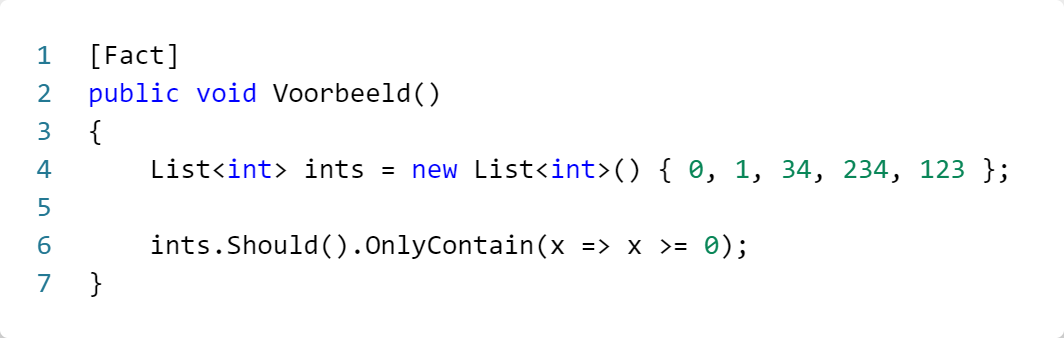 1 [Fact]
2 public void Voorbeeld()
3 {
4     List<int> ints = new List<int>() { 0, 1, 34, 234, 123 };
5
6     ints.Should().OnlyContain(x => x >= 0);
7 }